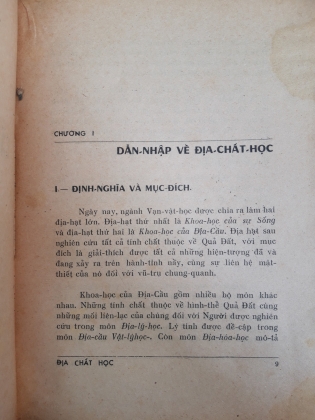 CHƯƠNG I
DẪN-NHẬP VỀ ĐỊA-CHẤT-HỌC
I.— ĐỊNH-NGHĨA VÀ MỤC-ĐÍCH.
Ngày nay, ngành Vạn-vật-học được chia ra làm hai
địa-hạt lớn. Địa-hạt thứ nhất là Khoa-học của sự Sống
và địa-hạt thứ hai là Khoa-học của Địa-Cầu. Địa hạt sau
nghiên cứu tất cả tính chất thuộc về Quả Đất, với mục
đích là giải-thích được tất cả những hiện-tượng đã và
đang xảy ra trên hành-tinh nầy, cùng sự liên hệ mật-
thiết của nó đối với vũ-trụ chung-quanh.
Khoa-học của Địa-Cầu gồm nhiều bộ môn khác
nhau. Những tính chất thuộc về hình-thể Quả Đất cùng
những mối liên-lạc của chúng đối với Người được nghiên
cứu trong môn Địa-lý-học. Lý tính được đề-cập trong
môn Địa-cầu Vật-lýhọc-. Còn môn Địa-hóa-học mô-tả
ĐỊA CHẤT HỌC
9